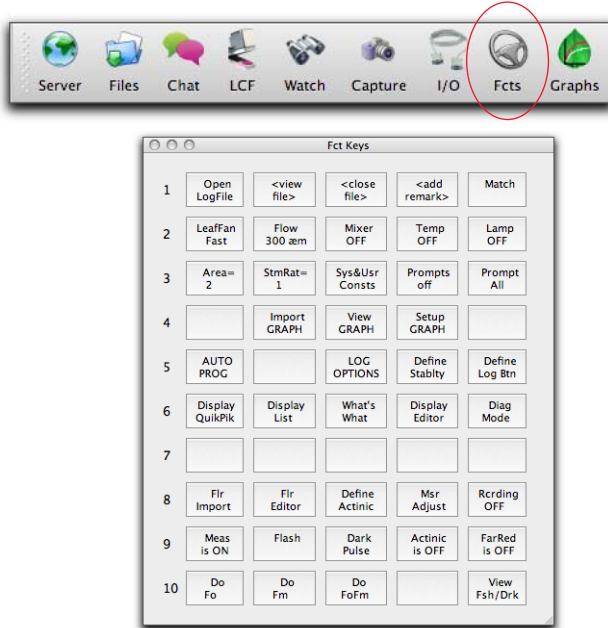 Server Files Chat LCF Watch Capture I/O Fcts Graphs
Fct Keys
1 Open <view <close <add Match
LogFile file> file> remark>
2 LeafFan Flow Mixer Temp Lamp
Fast 300 æm OFF OFF OFF
3 Area= StmRat= Sys&Usr Prompts Prompt
2 1 Consts off All
4 Import View Setup
GRAPH GRAPH GRAPH
5 AUTO LOG Define Define
PROG OPTIONS Stablty Log Btn
6 Display Display What's Display Diag
QuikPik List What Editor Mode
7
8 Flr Flr Define Msr Rcrding
Import Editor Actinic Adjust OFF
9 Meas Flash Dark Actinic FarRed
is ON Pulse is OFF is OFF
10 Do Do Do View
Fo Fm FoFm Fsh/Drk